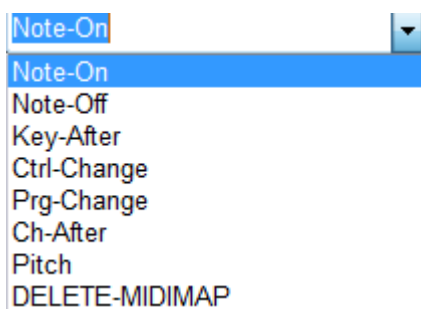 Note-On
Note-On
Note-Off
Key-After
Ctrl-Change
Prg-Change
Ch-After
Pitch
DELETE-MIDIMAP